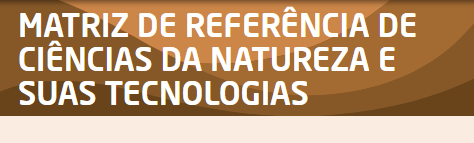 MATRIZ DE REFERÊNCIA DE
CIÊNCIAS DA NATUREZA E
SUAS TECNOLOGIAS